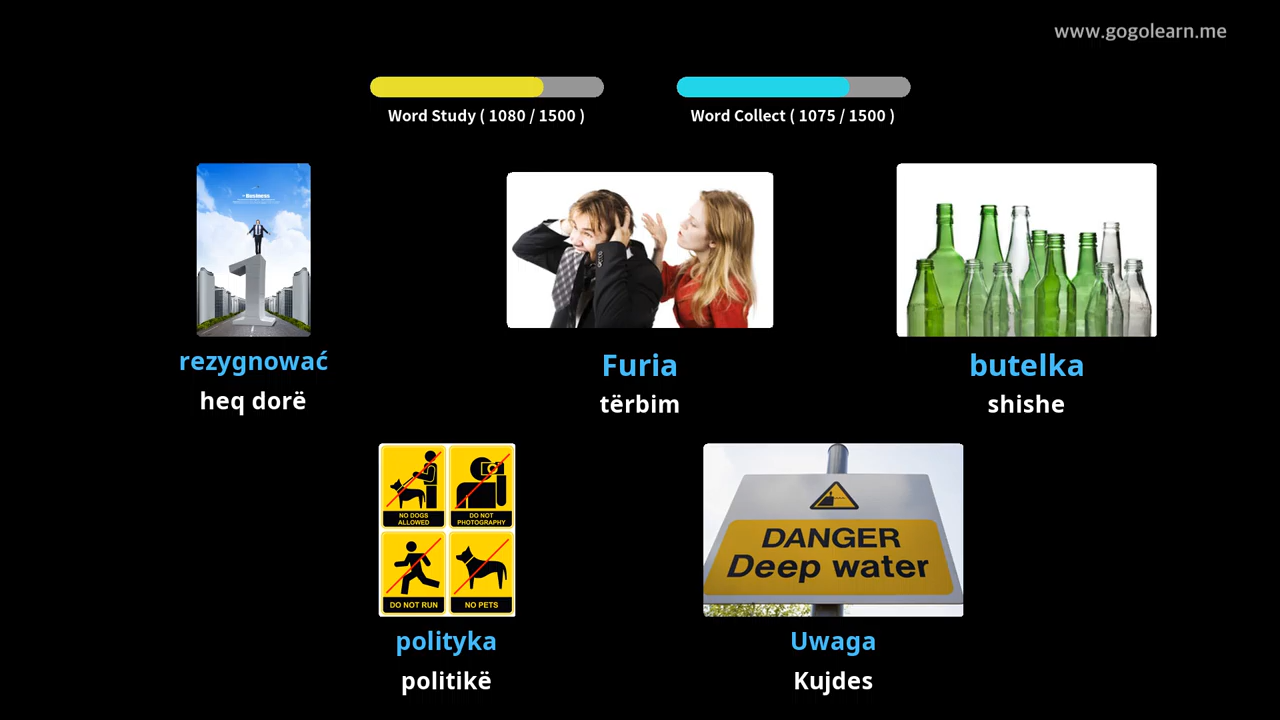 www.gogolearn.me
Word Study ( 1080 / 1500 )
Word Collect ( 1075 / 1500 )
Business
rezygnować
heq dorë
Furia
tërbim
butelka
shishe
NO DOGS
ALLOWED
DO NOT
PHOTOGRAPHY
DO NOT RUN
NO PETS
polityka
politikë
DANGER
Deep water
Uwaga
Kujdes